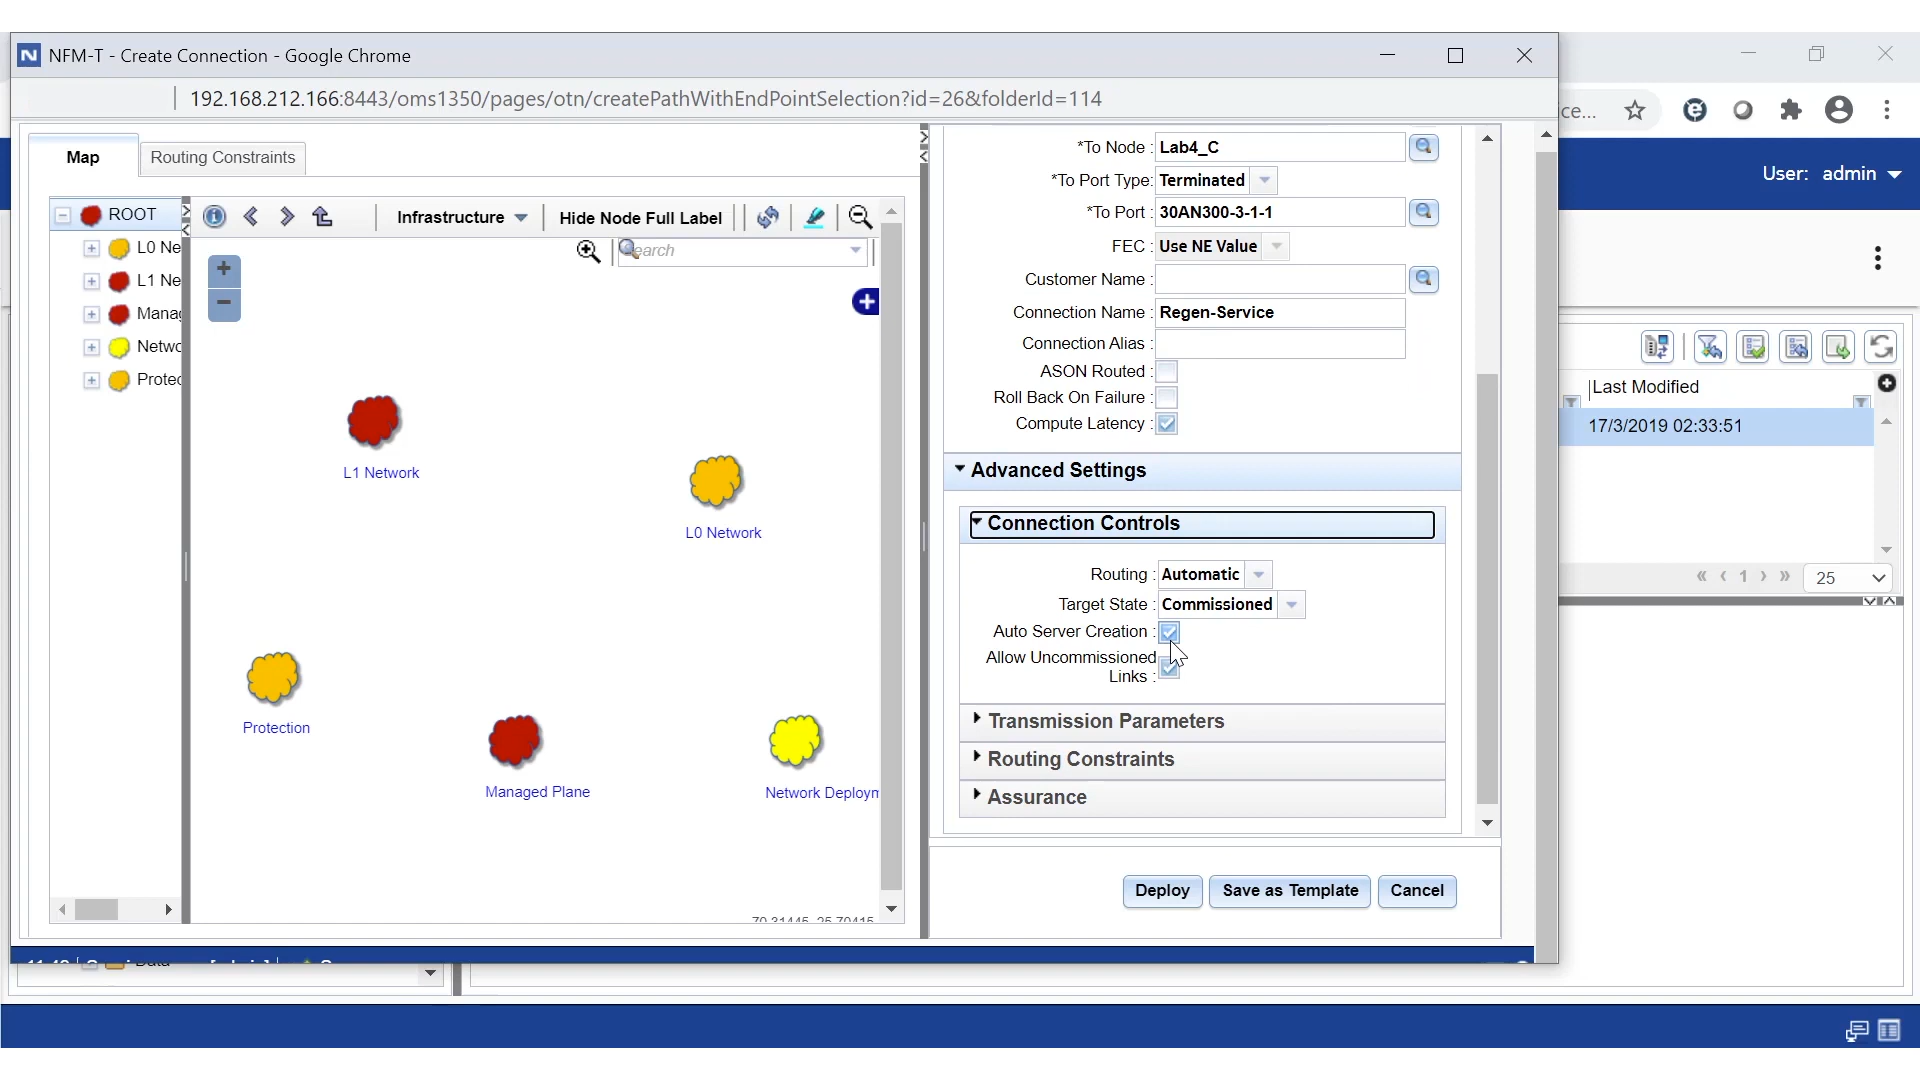 NFM-T - Create Connection - Google Chrome
192.168.212.166:8443/oms1350/pages/otn/createPathWithEndPointSelection?id=26&folderId=114
ce...
User: admin
Map
Routing Constraints
ROOT
L0 Ne
L1 Ne
Manag
Netwo
Protec
Infrastructure
Hide Node Full Label
earch
L1 Network
L0 Network
Protection
Managed Plane
Network Deploym
*To Node : Lab4_C
*To Port Type: Terminated
*To Port : 30AN300-3-1-1
FEC : Use NE Value
Customer Name :
Connection Name : Regen-Service
Connection Alias :
ASON Routed :
Roll Back On Failure :
Compute Latency :
Advanced Settings
Connection Controls
Routing : Automatic
Target State : Commissioned
Auto Server Creation :
Allow Uncommissioned
Links :
Transmission Parameters
Routing Constraints
Assurance
Deploy
Save as Template
Cancel
Last Modified
17/3/2019 02:33:51
« ‹ 1 › »
25